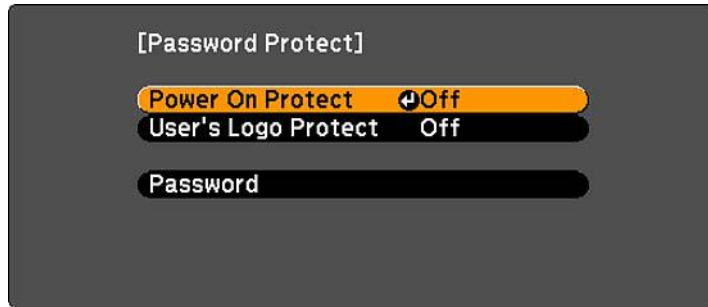 [Password Protect]
Power On Protect Off
User's Logo Protect Off
Password